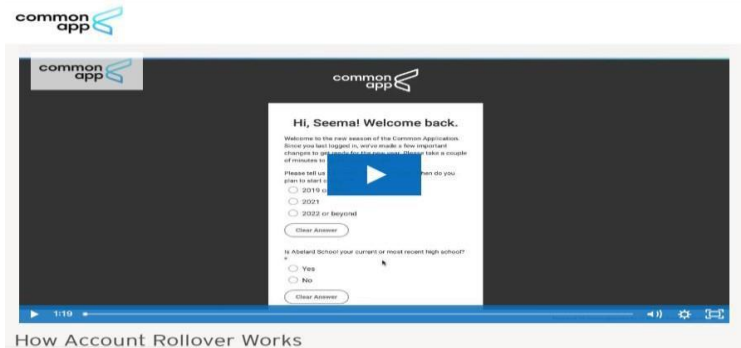 common
app
common
app
common
app
Hi, Seema! Welcome back.
Welcome to the new season of the Common Application.
Since you last logged in, we've made a few important
changes to get ready for the new year. Please take a couple
of minutes to
Please tell us hen do you
plan to start c
2019 o
2021
2022 or beyond
Clear Answer
Is Abelard School your current or most recent high school?
*
Yes
No
Clear Answer
1:19
How Account Rollover Works